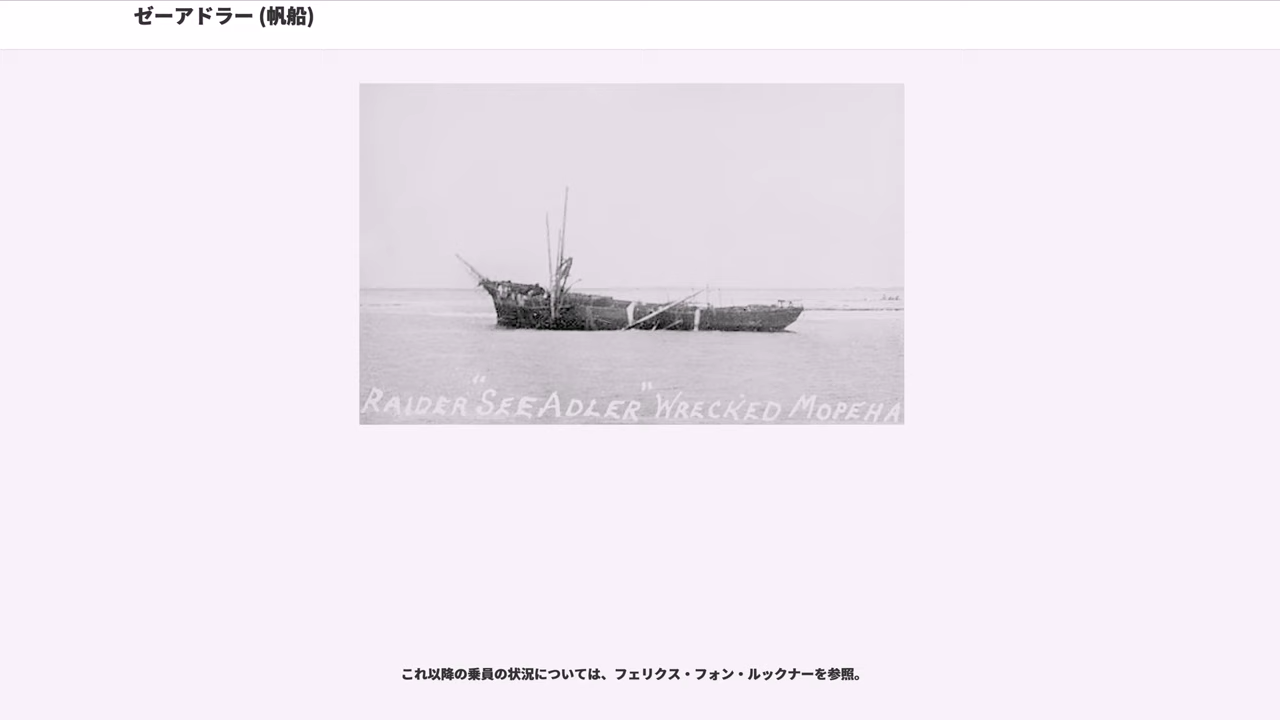 ゼーアドラー (帆船)
RAIDER "SEEADLER" WRECKED MOPEHA
これ以降の乗員の状況については、フェリクス・フォン・ルックナーを参照。